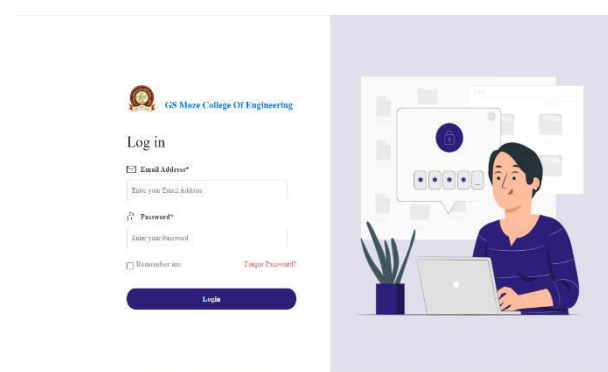 GS Moze College Of Engineering
Log in
Email Address*
Enter your Email Address
Password*
Enter your Password
Remember me
Forgot Password?
Login
* * * * _